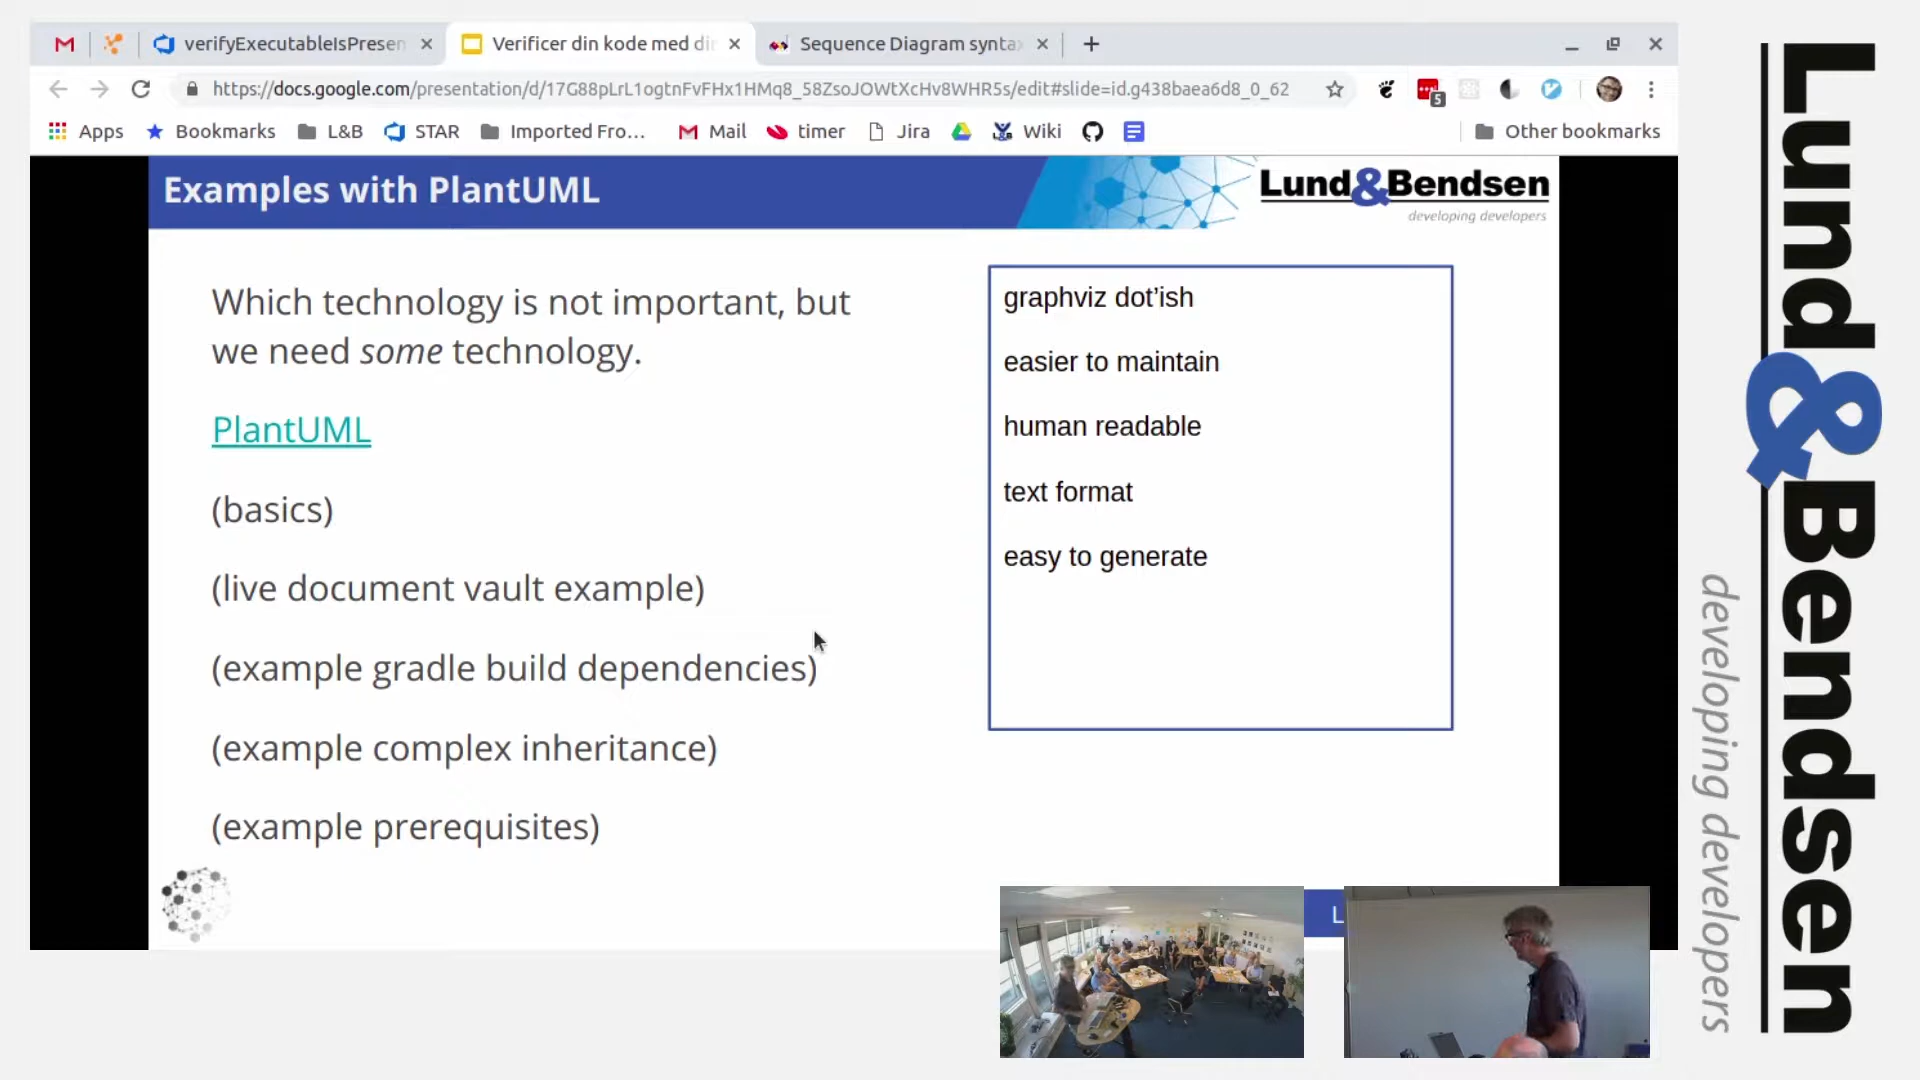 verifyExecutableIsPresen
Verificer din kode med di
Sequence Diagram synta
https://docs.google.com/presentation/d/17G88pLrL1ogtnFvFHx1HMq8_58ZsoJOWtXcHv8WHR5s/edit#slide=id.g438baea6d8_0_62
5
Apps
Bookmarks
L&B
STAR
Imported Fro...
Mail
timer
Jira
Wiki
Other bookmarks
Examples with PlantUML
Lund&Bendsen
developing developers
Which technology is not important, but
we need some technology.
PlantUML
(basics)
(live document vault example)
(example gradle build dependencies)
(example complex inheritance)
(example prerequisites)
graphviz dot’ish
easier to maintain
human readable
text format
easy to generate
L
Lund&Bendsen
developing developers